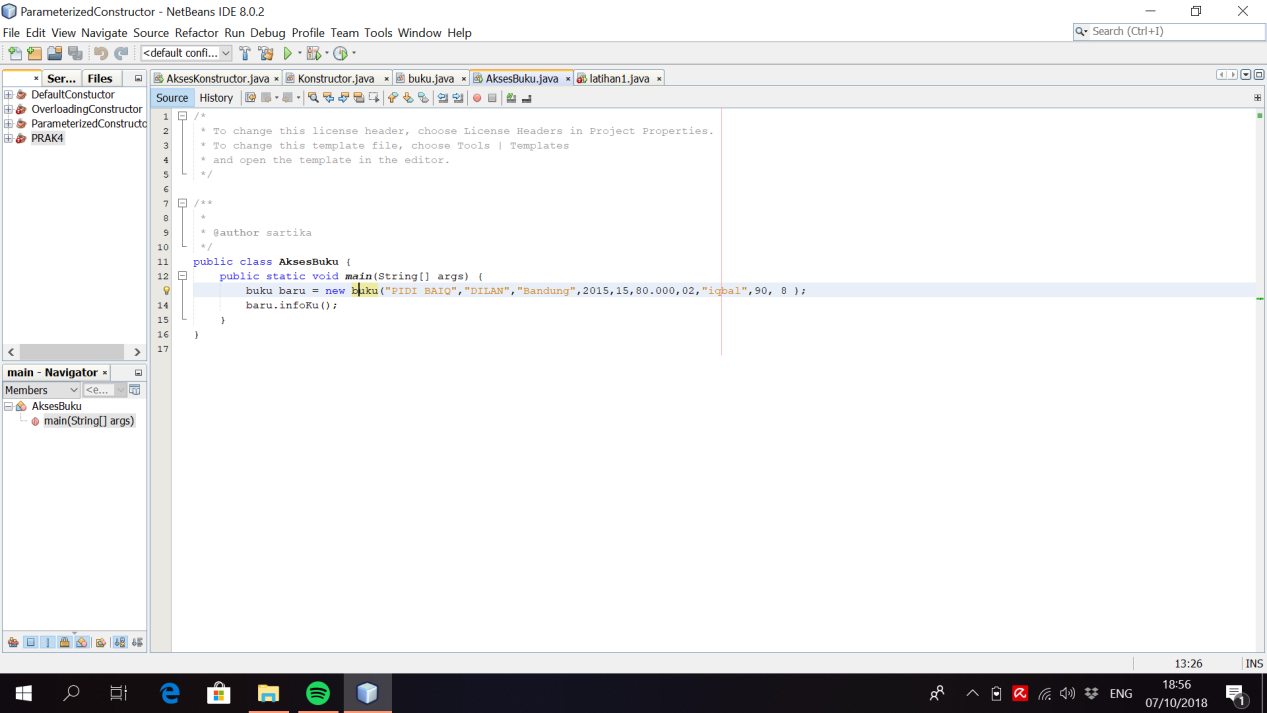 ParameterizedConstructor - NetBeans IDE 8.0.2
File Edit View Navigate Source Refactor Run Debug Profile Team Tools Window Help
Search (Ctrl+I)
<default confi...
Ser... Files
AksesKonstructor.java Konstructor.java buku.java AksesBuku.java latihan1.java
Source History
DefaultConstuctor
OverloadingConstructor
ParameterizedConstructo
PRAK4
1 /*
2 * To change this license header, choose License Headers in Project Properties.
3 * To change this template file, choose Tools | Templates
4 * and open the template in the editor.
5 */
6
7 /**
8 *
9 * @author sartika
10 */
11 public class AksesBuku {
12 public static void main(String[] args) {
buku baru = new buku("PIDI BAIQ","DILAN","Bandung",2015,15,80.000,02,"iqbal",90, 8 );
14 baru.infoKu();
15 }
16 }
17
main - Navigator
Members <e...
AksesBuku
main(String[] args)
13:26 INS
ENG
18:56
07/10/2018
1